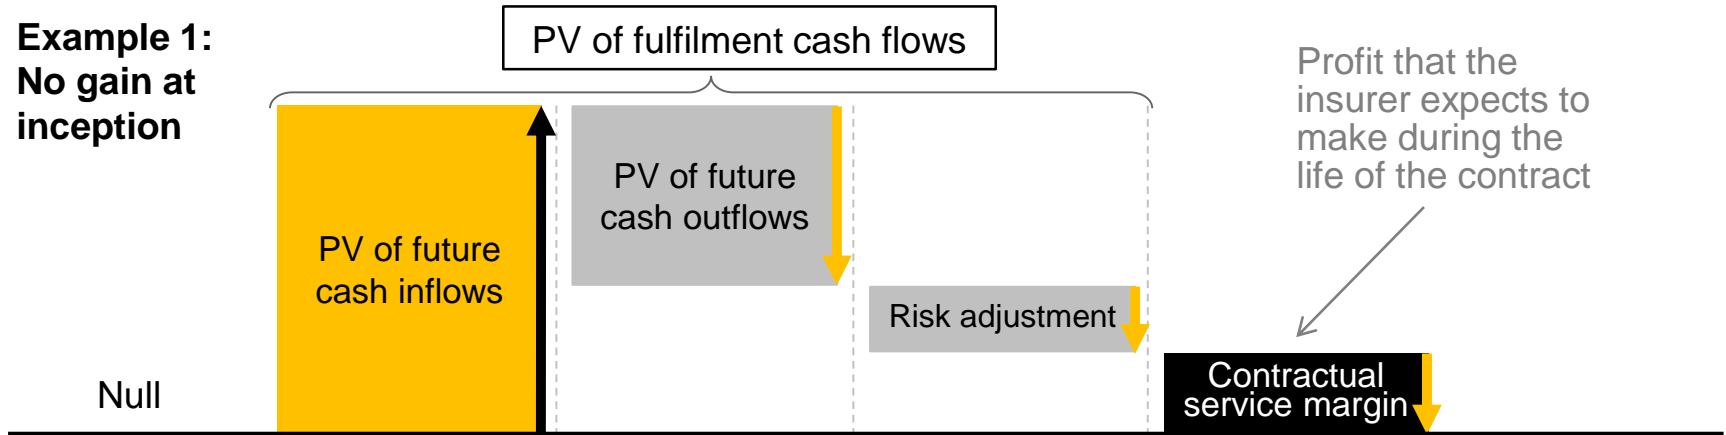 Example 1:
No gain at
inception
PV of fulfilment cash flows
Profit that the
insurer expects to
make during the
life of the contract
PV of future
cash inflows
PV of future
cash outflows
Risk adjustment
Contractual
service margin
Null